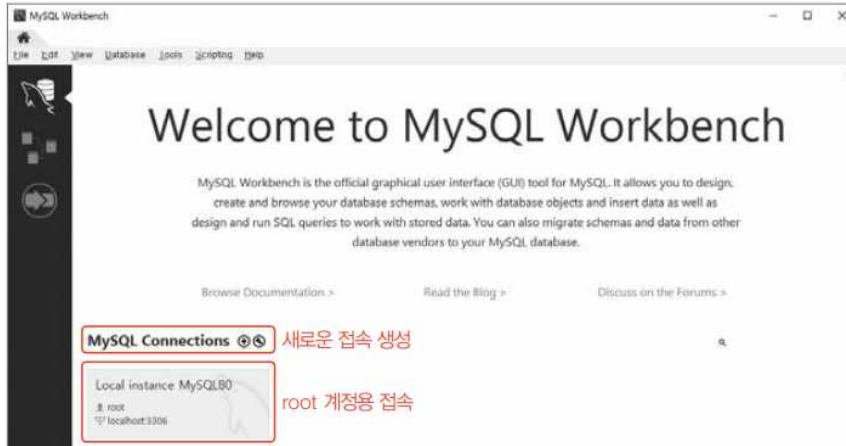 MySQL Workbench
File Edit View Database Tools Scripting Help
Welcome to MySQL Workbench
MySQL Workbench is the official graphical user interface (GUI) tool for MySQL. It allows you to design,
create and browse your database schemas, work with database objects and insert data as well as
design and run SQL queries to work with stored data. You can also migrate schemas and data from other
database vendors to your MySQL database.
Browse Documentation >
Read the Blog >
Discuss on the Forums >
MySQL Connections 새로운 접속 생성
Local instance MySQL80
root
localhost:3306
root 계정용 접속